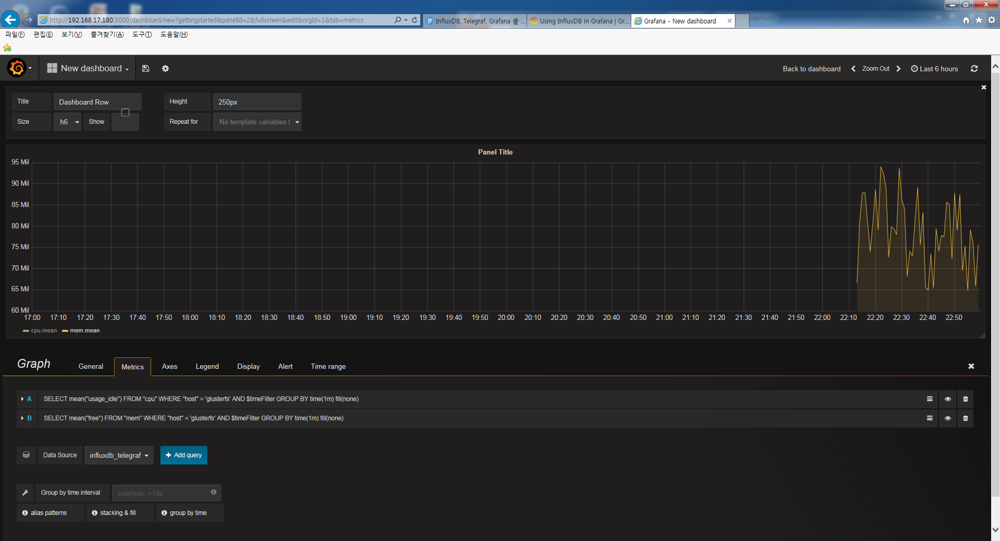 http://192.168.17.180:3000/dashboard/new?gettingstarted&panelId=2&fullscreen&edit&orgId=1&tab=metrics
InfluxDB, Telegraf, Grafana 를 ...
Using InfluxDB in Grafana | Gr...
Grafana - New dashboard
파일(F) 편집(E) 보기(V) 즐겨찾기(A) 도구(T) 도움말(H)
New dashboard
Back to dashboard Zoom Out Last 6 hours
Title Dashboard Row Height 250px
Size h6 Show Repeat for No template variables f
Panel Title
95 Mil
90 Mil
85 Mil
80 Mil
75 Mil
70 Mil
65 Mil
60 Mil
17:00 17:10 17:20 17:30 17:40 17:50 18:00 18:10 18:20 18:30 18:40 18:50 19:00 19:10 19:20 19:30 19:40 19:50 20:00 20:10 20:20 20:30 20:40 20:50 21:00 21:10 21:20 21:30 21:40 21:50 22:00 22:10 22:20 22:30 22:40 22:50
cpu.mean mem.mean
Graph General Metrics Axes Legend Display Alert Time range
A SELECT mean("usage_idle") FROM "cpu" WHERE "host" = 'glusterfs' AND $timeFilter GROUP BY time(1m) fill(none)
B SELECT mean("free") FROM "mem" WHERE "host" = 'glusterfs' AND $timeFilter GROUP BY time(1m) fill(none)
Data Source influxdb_telegraf + Add query
Group by time interval example: >10s
alias patterns stacking & fill group by time